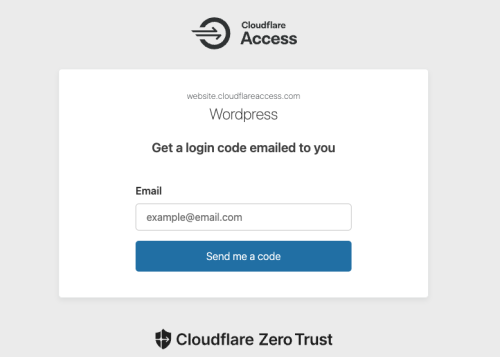 Cloudflare
Access
website.cloudflareaccess.com
Wordpress
Get a login code emailed to you
Email
example@email.com
Send me a code
Cloudflare Zero Trust